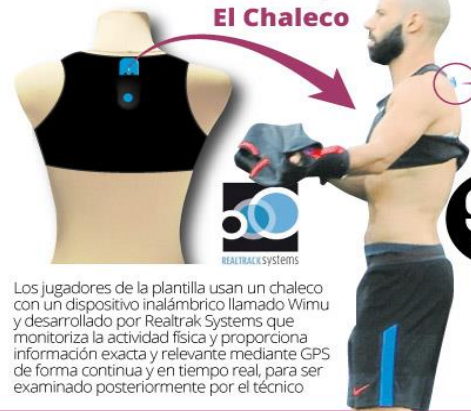 El Chaleco
REALTRACK systems
Los jugadores de la plantilla usan un chaleco
con un dispositivo inalámbrico llamado Wimu
y desarrollado por Realtrak Systems que
monitoriza la actividad física y proporciona
información exacta y relevante mediante GPS
de forma continua y en tiempo real, para ser
examinado posteriormente por el técnico